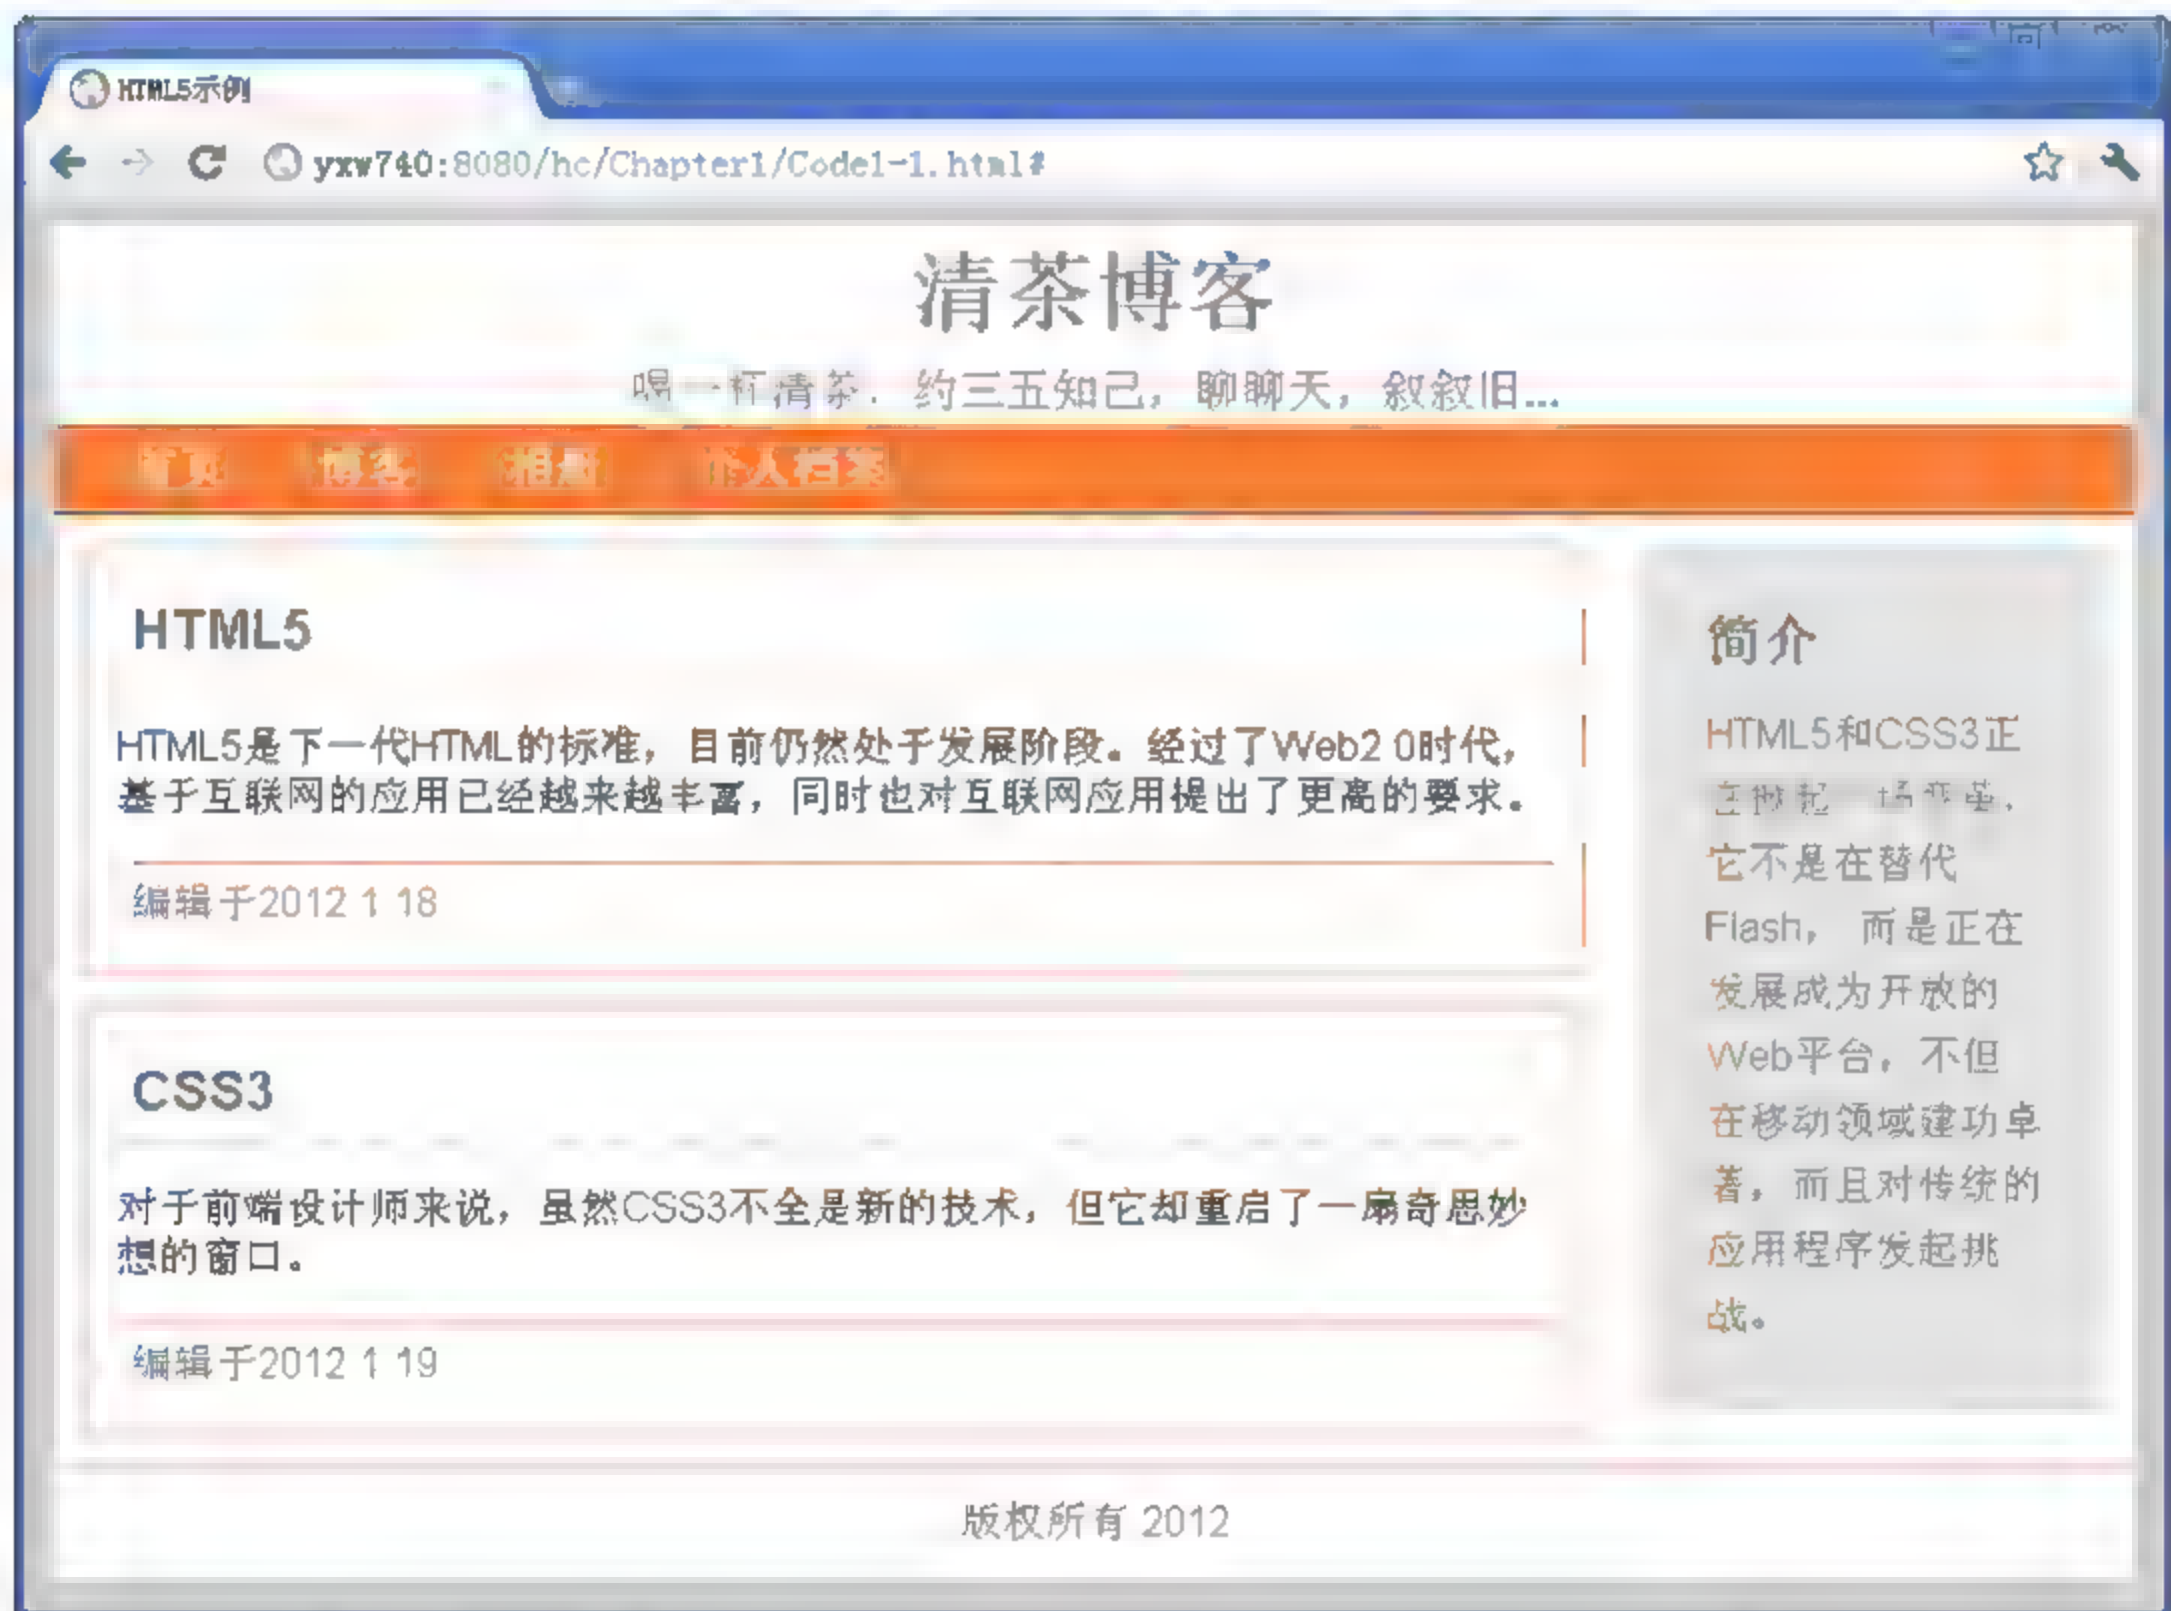 HTML5示例
yxw740:8080/hc/Chapter1/Code1-1.html#
清茶博客
喝一杯清茶，约三五知己，聊聊天，叙叙旧...
首页 博客 相册 个人档案
HTML5
HTML5是下一代HTML的标准，目前仍然处于发展阶段。经过了Web2 0时代，
基于互联网的应用已经越来越丰富，同时也对互联网应用提出了更高的要求。
编辑于2012 1 18
CSS3
对于前端设计师来说，虽然CSS3不全是新的技术，但它却重启了一扇奇思妙
想的窗口。
编辑于2012 1 19
简介
HTML5和CSS3正
在掀起一场变革，
它不是在替代
Flash， 而是正在
发展成为开放的
Web平台，不但
在移动领域建功卓
著，而且对传统的
应用程序发起挑
战。
版权所有 2012